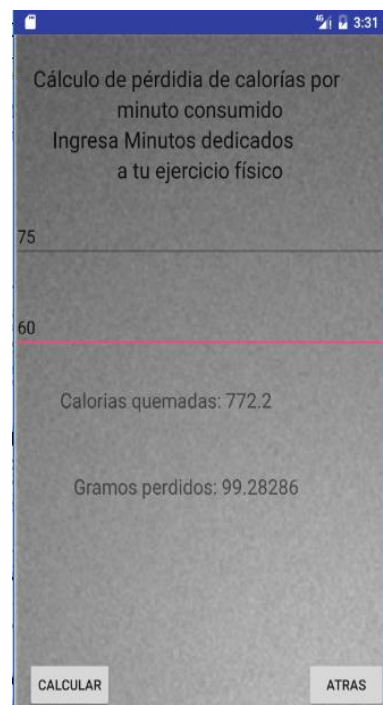 4G 3:31
Cálculo de pérdidia de calorías por
minuto consumido
Ingresa Minutos dedicados
a tu ejercicio físico
75
60
Calorias quemadas: 772.2
Gramos perdidos: 99.28286
CALCULAR ATRAS